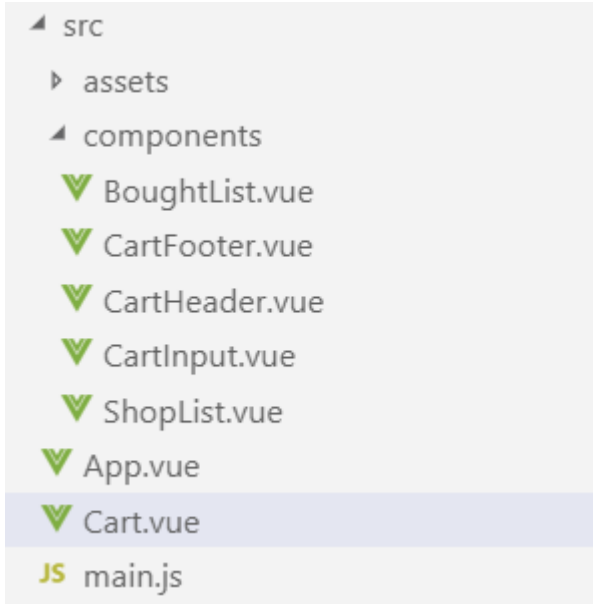 src
assets
components
BoughtList.vue
CartFooter.vue
CartHeader.vue
CartInput.vue
ShopList.vue
App.vue
Cart.vue
JS main.js